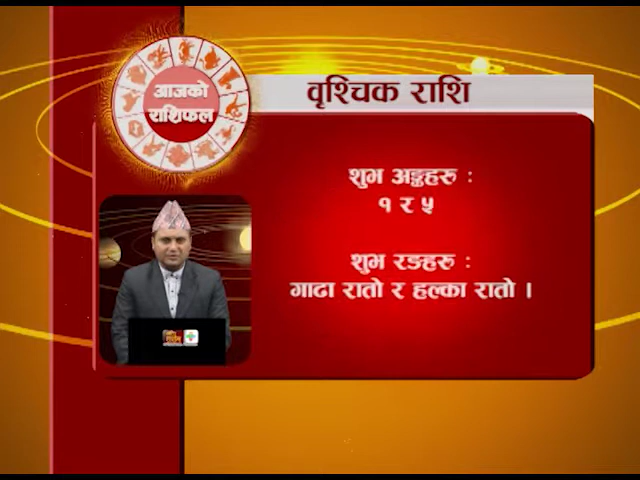 आजको
राशिफल
वृश्चिक राशि
शुभ अङ्कहरु :
१ र ५
शुभ रङहरु :
गाढा रातो र हल्का रातो ।